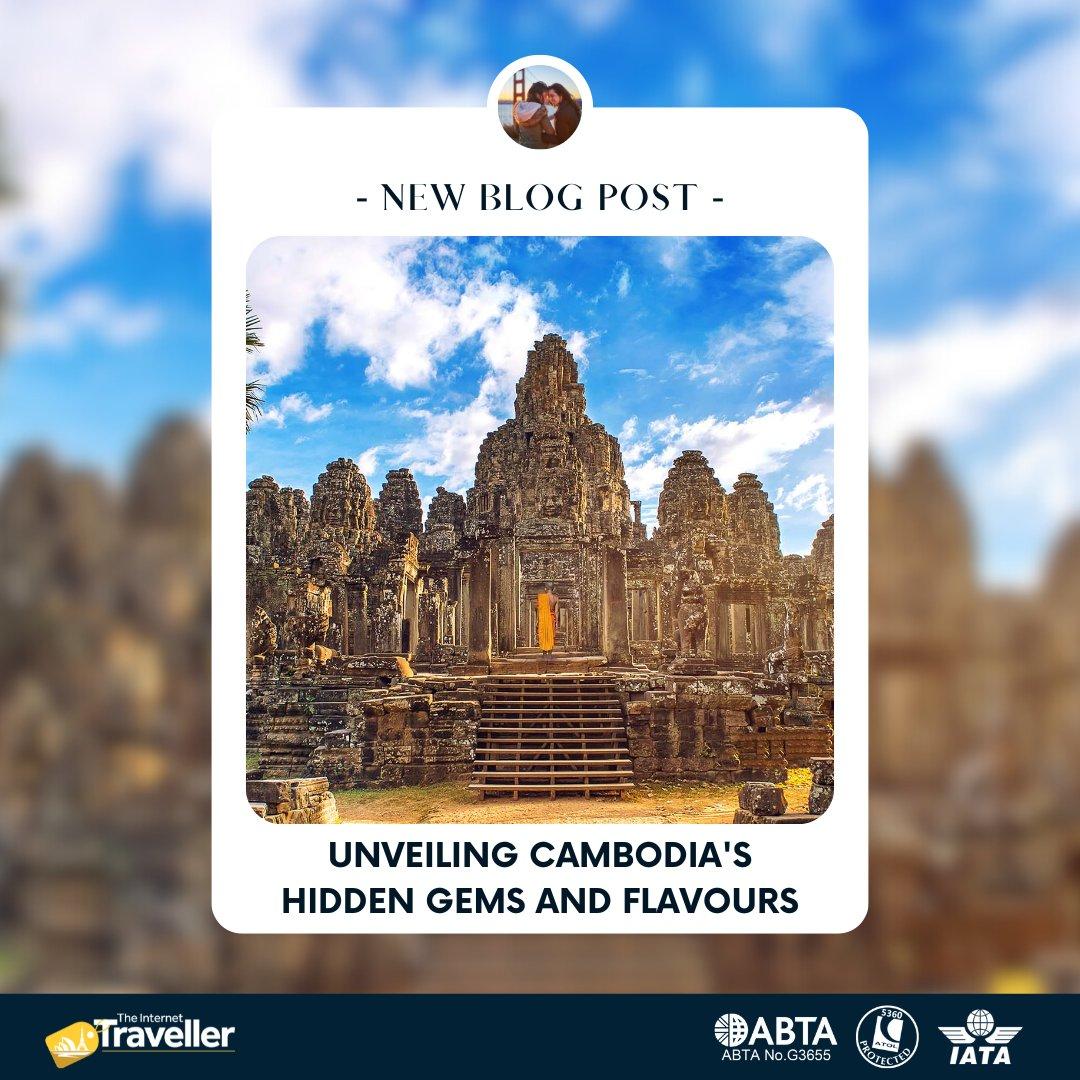 - NEW BLOG POST -
UNVEILING CAMBODIA'S
HIDDEN GEMS AND FLAVOURS
The Internet
Traveller
ABTA
ABTA No.G3655
5360
ATOL
PROTECTED
IATA